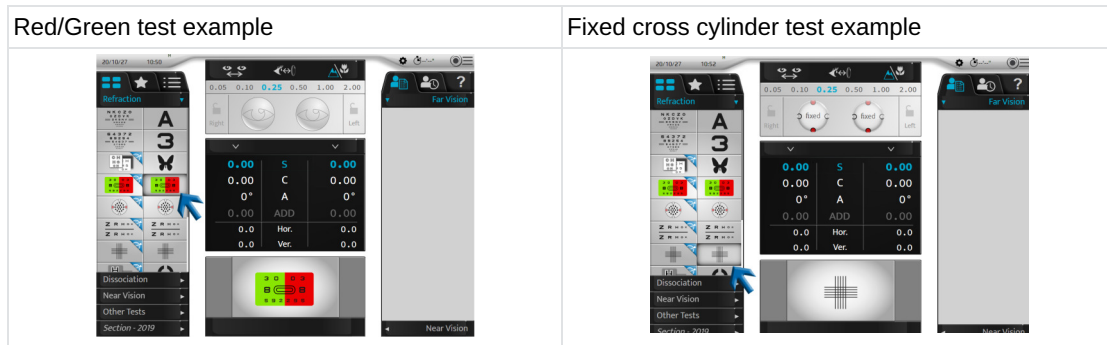 Red/Green test example
Fixed cross cylinder test example
20/10/27 10:50
Refraction
A
3
Dissociation
Near Vision
Other Tests
Section - 2019
0.05 0.10 0.25 0.50 1.00 2.00
Right Left
0.00 S 0.00
0.00 C 0.00
0° A 0°
0.00 ADD 0.00
0.0 Hor. 0.0
0.0 Ver. 0.0
?
Far Vision
Near Vision
20/10/27 10:52
Refraction
A
3
Dissociation
Near Vision
Other Tests
Section - 2019
0.05 0.10 0.25 0.50 1.00 2.00
Right fixed fixed Left
0.00 S 0.00
0.00 C 0.00
0° A 0°
0.00 ADD 0.00
0.0 Hor. 0.0
0.0 Ver. 0.0
?
Far Vision
Near Vision